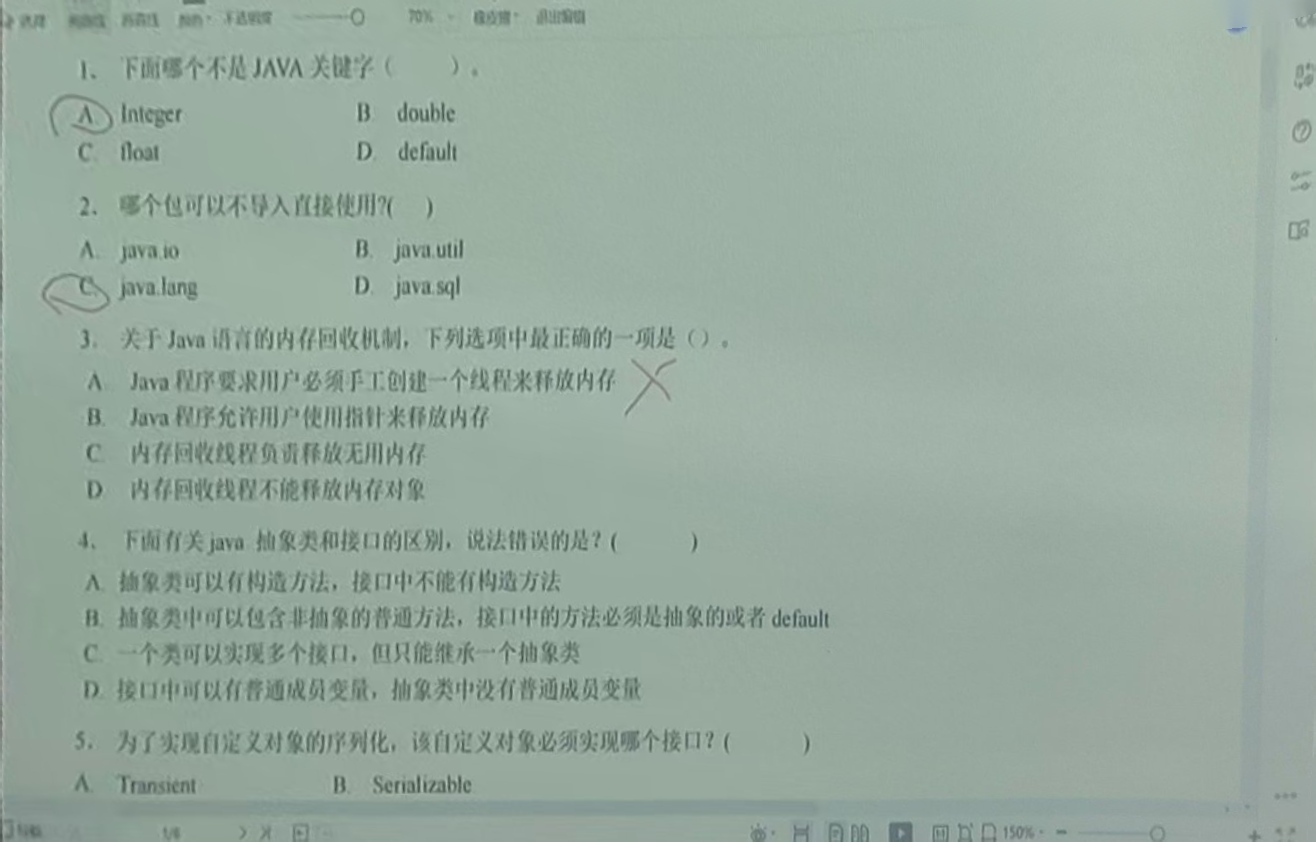 选择 画曲线 画直线 颜色 不透明度 70% 橡皮擦 退出编辑
1、 下面哪个不是 JAVA 关键字（ ）。
A Integer B double
C. float D. default
2. 哪个包可以不导入直接使用?( )
A. java.io B. java.util
C. java.lang D. java.sql
3. 关于 Java 语言的内存回收机制，下列选项中最正确的一项是（）。
A Java 程序要求用户必须手工创建一个线程来释放内存
B. Java 程序允许用户使用指针来释放内存
C. 内存回收线程负责释放无用内存
D 内存回收线程不能释放内存对象
4、 下面有关 java 抽象类和接口的区别，说法错误的是？( )
A. 抽象类可以有构造方法，接口中不能有构造方法
B. 抽象类中可以包含非抽象的普通方法，接口中的方法必须是抽象的或者 default
C. 一个类可以实现多个接口，但只能继承一个抽象类
D. 接口中可以有普通成员变量，抽象类中没有普通成员变量
5. 为了实现自定义对象的序列化，该自定义对象必须实现哪个接口？( )
A. Transient B. Serializable
导航 1/8 150%